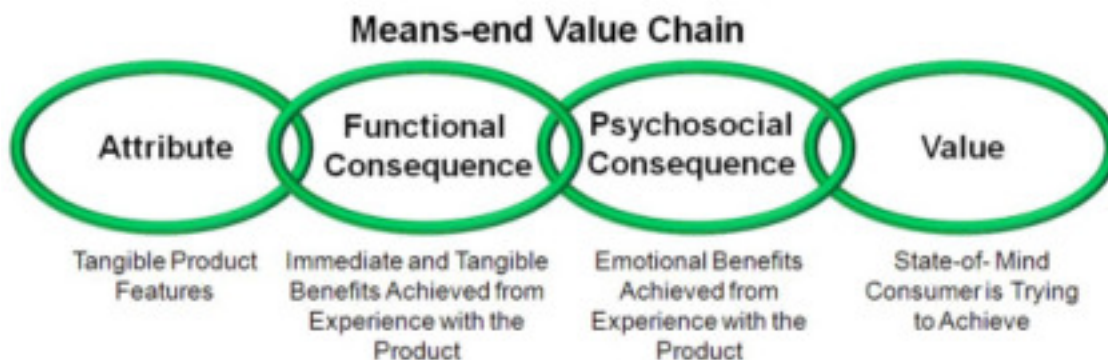 Means-end Value Chain
Attribute
Functional
Consequence
Psychosocial
Consequence
Value
Tangible Product
Features
Immediate and Tangible
Benefits Achieved from
Experience with the
Product
Emotional Benefits
Achieved from
Experience with the
Product
State-of- Mind
Consumer is Trying
to Achieve